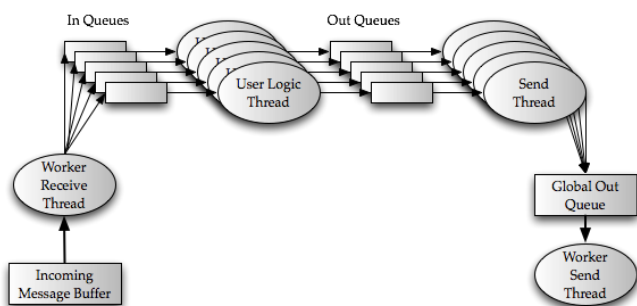 In Queues
Out Queues
User Logic
Thread
Send
Thread
Worker
Receive
Thread
Global Out
Queue
Incoming
Message Buffer
Worker
Send
Thread